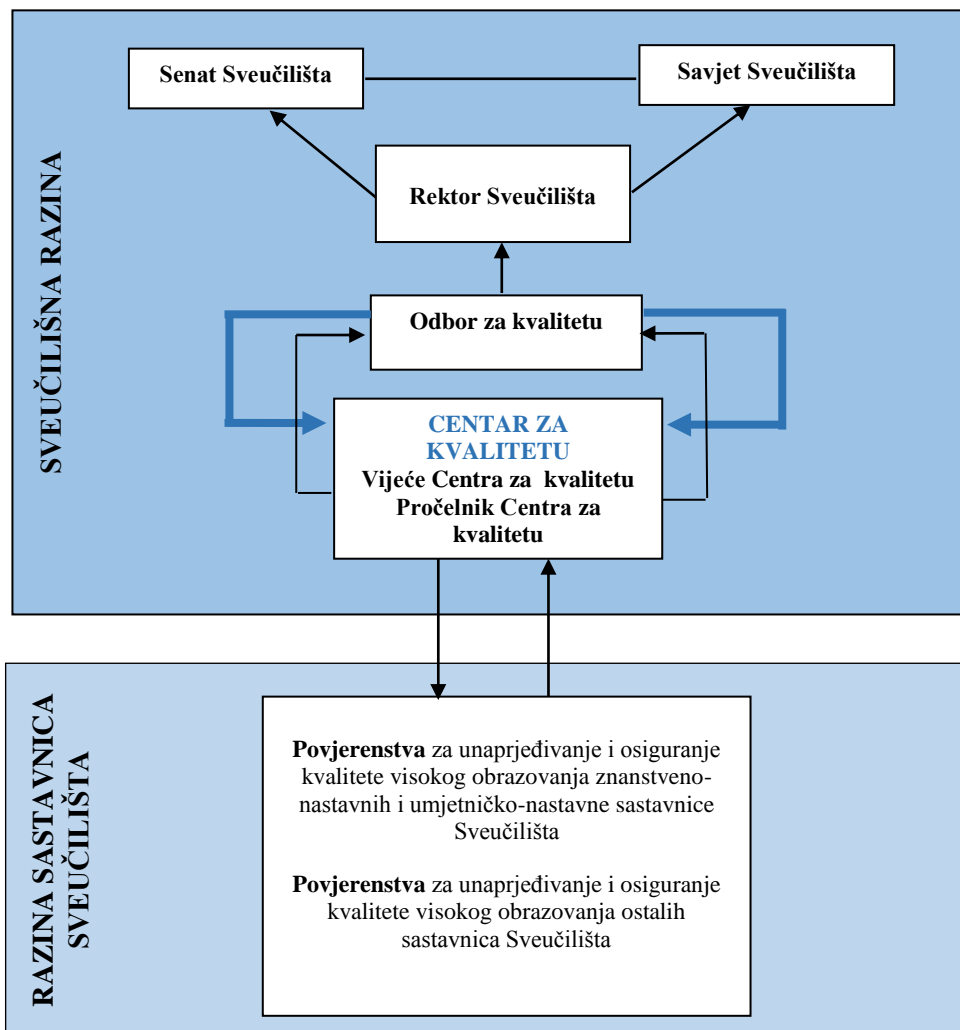 SVEUČILIŠNA RAZINA
Senat Sveučilišta
Savjet Sveučilišta
Rektor Sveučilišta
Odbor za kvalitetu
CENTAR ZA
KVALITETU
Vijeće Centra za kvalitetu
Pročelnik Centra za
kvalitetu
RAZINA SASTAVNICA
SVEUČILIŠTA
Povjerenstva za unaprjeđivanje i osiguranje
kvalitete visokog obrazovanja znanstveno-
nastavnih i umjetničko-nastavne sastavnice
Sveučilišta
Povjerenstva za unaprjeđivanje i osiguranje
kvalitete visokog obrazovanja ostalih
sastavnica Sveučilišta